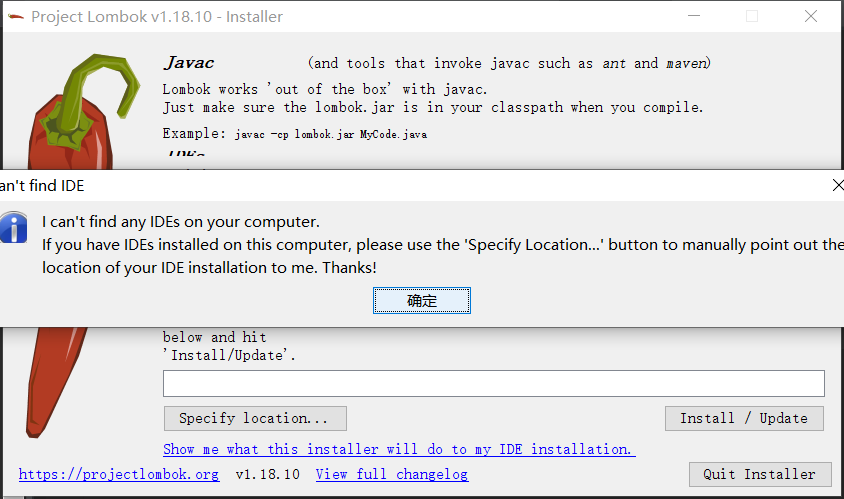 Project Lombok v1.18.10 - Installer
Javac (and tools that invoke javac such as ant and maven)
Lombok works 'out of the box' with javac.
Just make sure the lombok.jar is in your classpath when you compile.
Example: javac -cp lombok.jar MyCode.java
an't find IDE
I can't find any IDEs on your computer.
If you have IDEs installed on this computer, please use the 'Specify Location...' button to manually point out the
location of your IDE installation to me. Thanks!
确定
below and hit
'Install/Update'.
Specify location... Install / Update
Show me what this installer will do to my IDE installation.
https://projectlombok.org v1.18.10 View full changelog Quit Installer